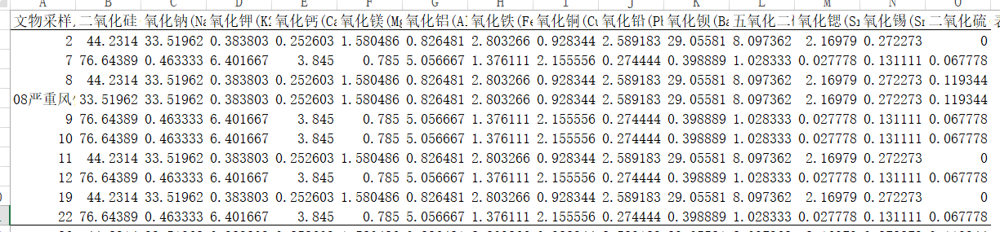 A B C D E F G H I J K L M N O
文物采样 二氧化硅 氧化钠(Na 氧化钾(K2 氧化钙(Ca 氧化镁(Mg 氧化铝(Al 氧化铁(Fe 氧化铜(Cu 氧化铅(Pb 氧化钡(Ba 五氧化二 氧化锶(Sr 氧化锡(Sn 二氧化硫
2 44.2314 33.51962 0.383803 0.252603 1.580486 0.826481 2.803266 0.928344 2.589183 29.05581 8.097362 2.16979 0.272273 0
7 76.64389 0.463333 6.401667 3.845 0.785 5.056667 1.376111 2.155556 0.274444 0.398889 1.028333 0.027778 0.131111 0.067778
8 44.2314 33.51962 0.383803 0.252603 1.580486 0.826481 2.803266 0.928344 2.589183 29.05581 8.097362 2.16979 0.272273 0.119344
08严重风 33.51962 33.51962 0.383803 0.252603 1.580486 0.826481 2.803266 0.928344 2.589183 29.05581 8.097362 2.16979 0.272273 0.119344
9 76.64389 0.463333 6.401667 3.845 0.785 5.056667 1.376111 2.155556 0.274444 0.398889 1.028333 0.027778 0.131111 0.067778
10 76.64389 0.463333 6.401667 3.845 0.785 5.056667 1.376111 2.155556 0.274444 0.398889 1.028333 0.027778 0.131111 0.067778
11 44.2314 33.51962 0.383803 0.252603 1.580486 0.826481 2.803266 0.928344 2.589183 29.05581 8.097362 2.16979 0.272273 0
12 76.64389 0.463333 6.401667 3.845 0.785 5.056667 1.376111 2.155556 0.274444 0.398889 1.028333 0.027778 0.131111 0.067778
19 44.2314 33.51962 0.383803 0.252603 1.580486 0.826481 2.803266 0.928344 2.589183 29.05581 8.097362 2.16979 0.272273 0
22 76.64389 0.463333 6.401667 3.845 0.785 5.056667 1.376111 2.155556 0.274444 0.398889 1.028333 0.027778 0.131111 0.067778